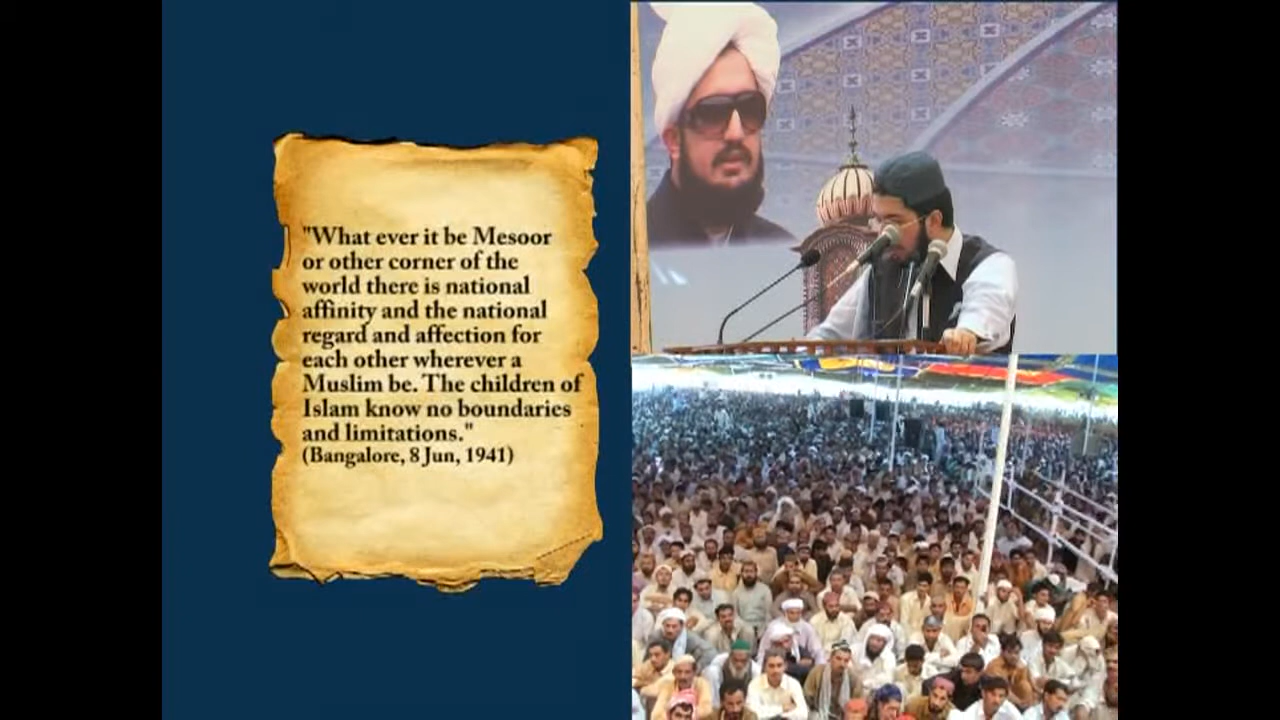 "What ever it be Mesoor
or other corner of the
world there is national
affinity and the national
regard and affection for
each other wherever a
Muslim be. The children of
Islam know no boundaries
and limitations."
(Bangalore, 8 Jun, 1941)